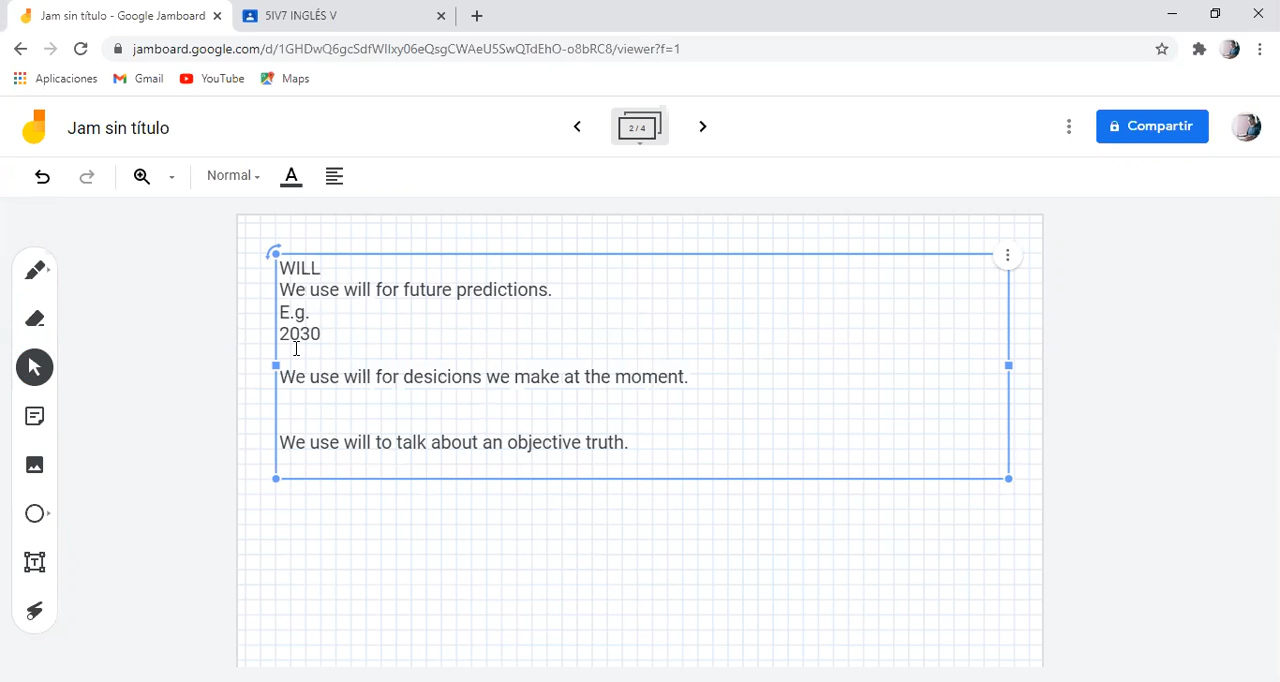 Jam sin título - Google Jamboard
5IV7 INGLÉS V
jamboard.google.com/d/1GHDwQ6gcSdfWIlxy06eQsgCWAeU5SwQTdEhO-o8bRC8/viewer?f=1
Aplicaciones
Gmail
YouTube
Maps
Jam sin título
2 / 4
Compartir
Normal
WILL
We use will for future predictions.
E.g.
2030
We use will for desicions we make at the moment.
We use will to talk about an objective truth.